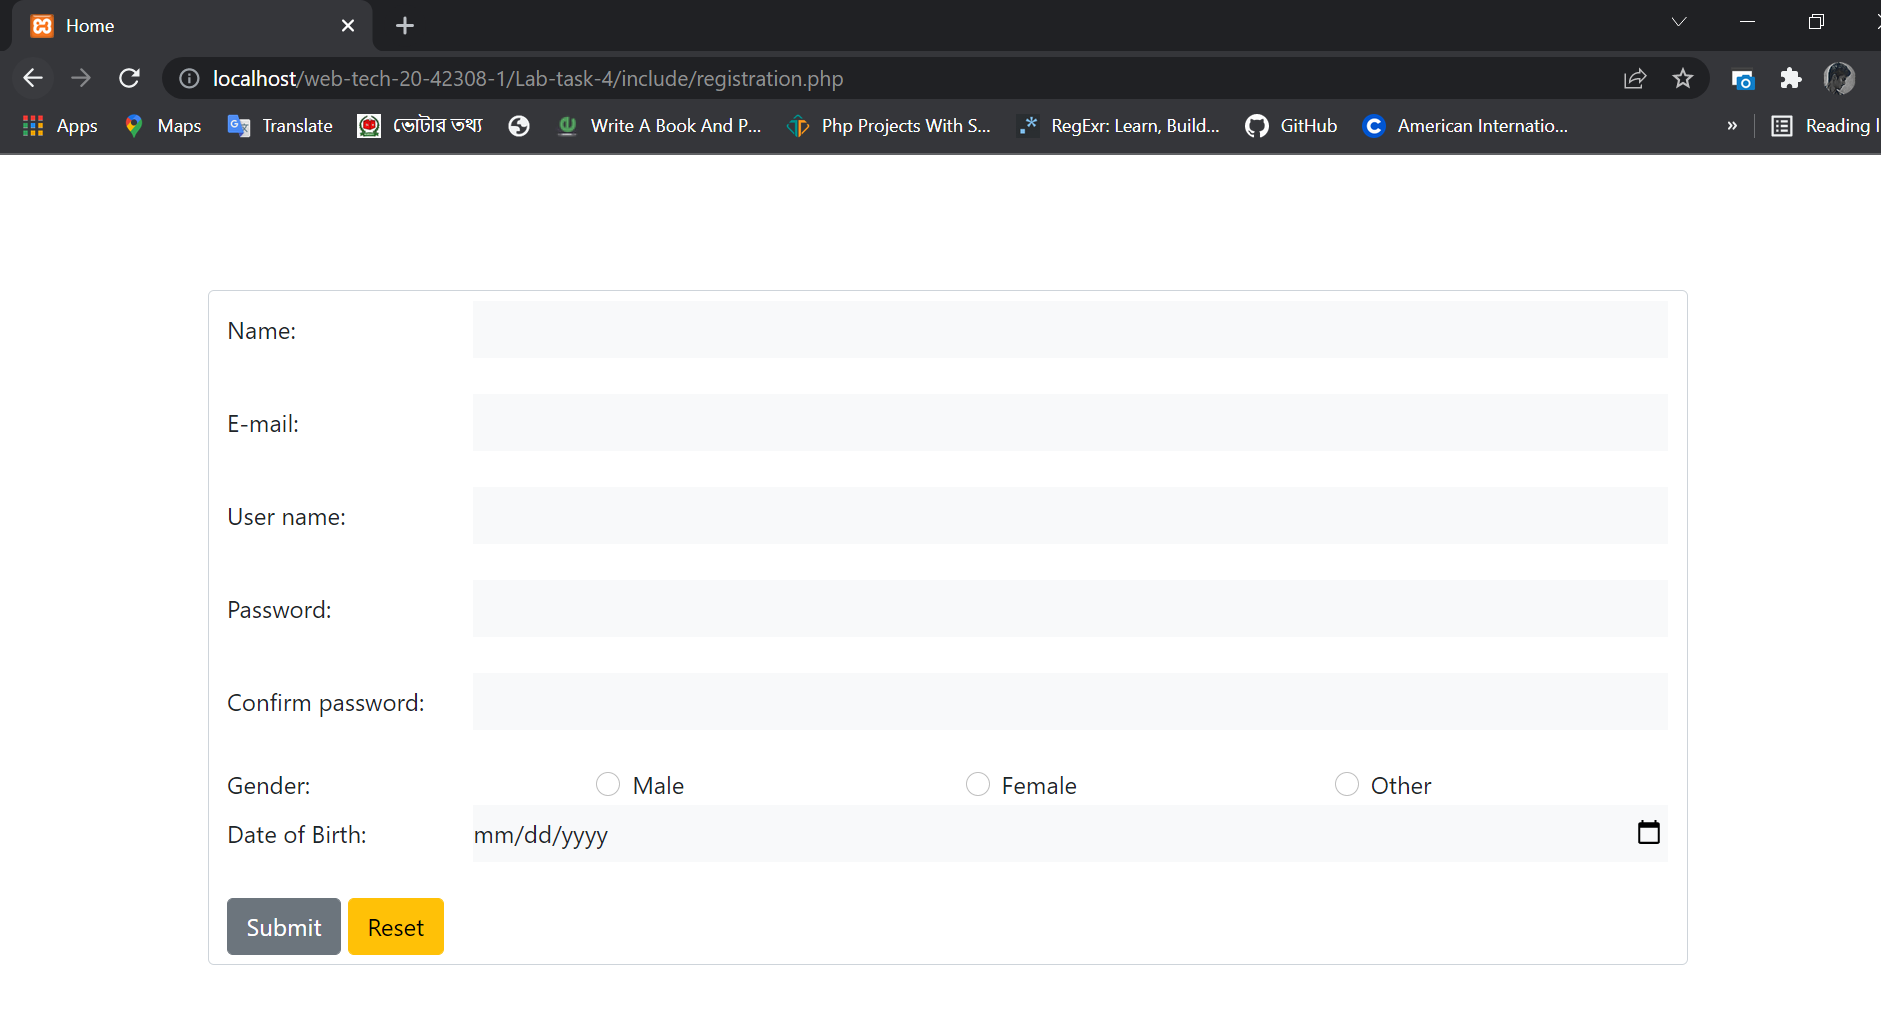 Home
localhost/web-tech-20-42308-1/Lab-task-4/include/registration.php
Apps Maps Translate ভোটার তথ্য Write A Book And P... Php Projects With S... RegExr: Learn, Build... GitHub American Internatio... » Reading l
Name:
E-mail:
User name:
Password:
Confirm password:
Gender: Male Female Other
Date of Birth: mm/dd/yyyy
Submit Reset